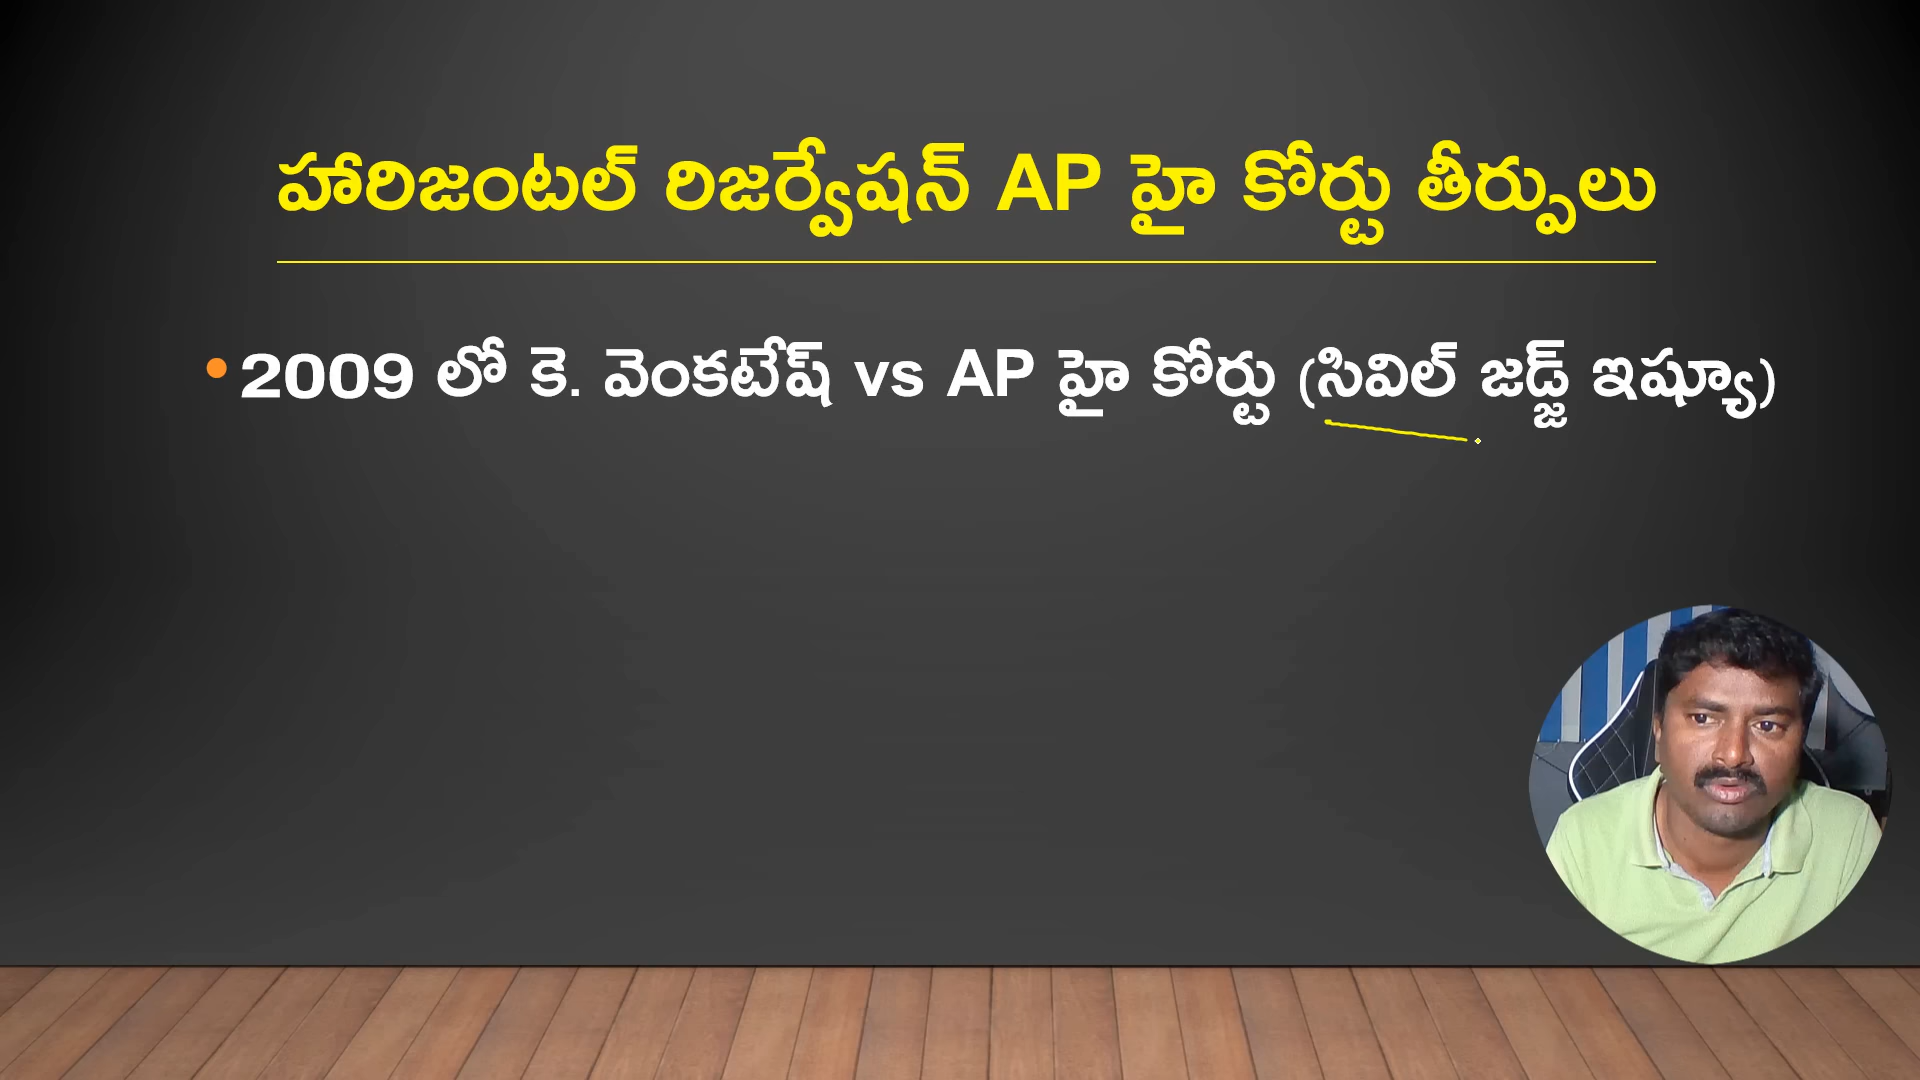 హారిజంటల్ రిజర్వేషన్ AP హై కోర్టు తీర్పులు
• 2009 లో కె. వెంకటేష్ vs AP హై కోర్టు (సివిల్ జడ్జ్ ఇష్యూ)